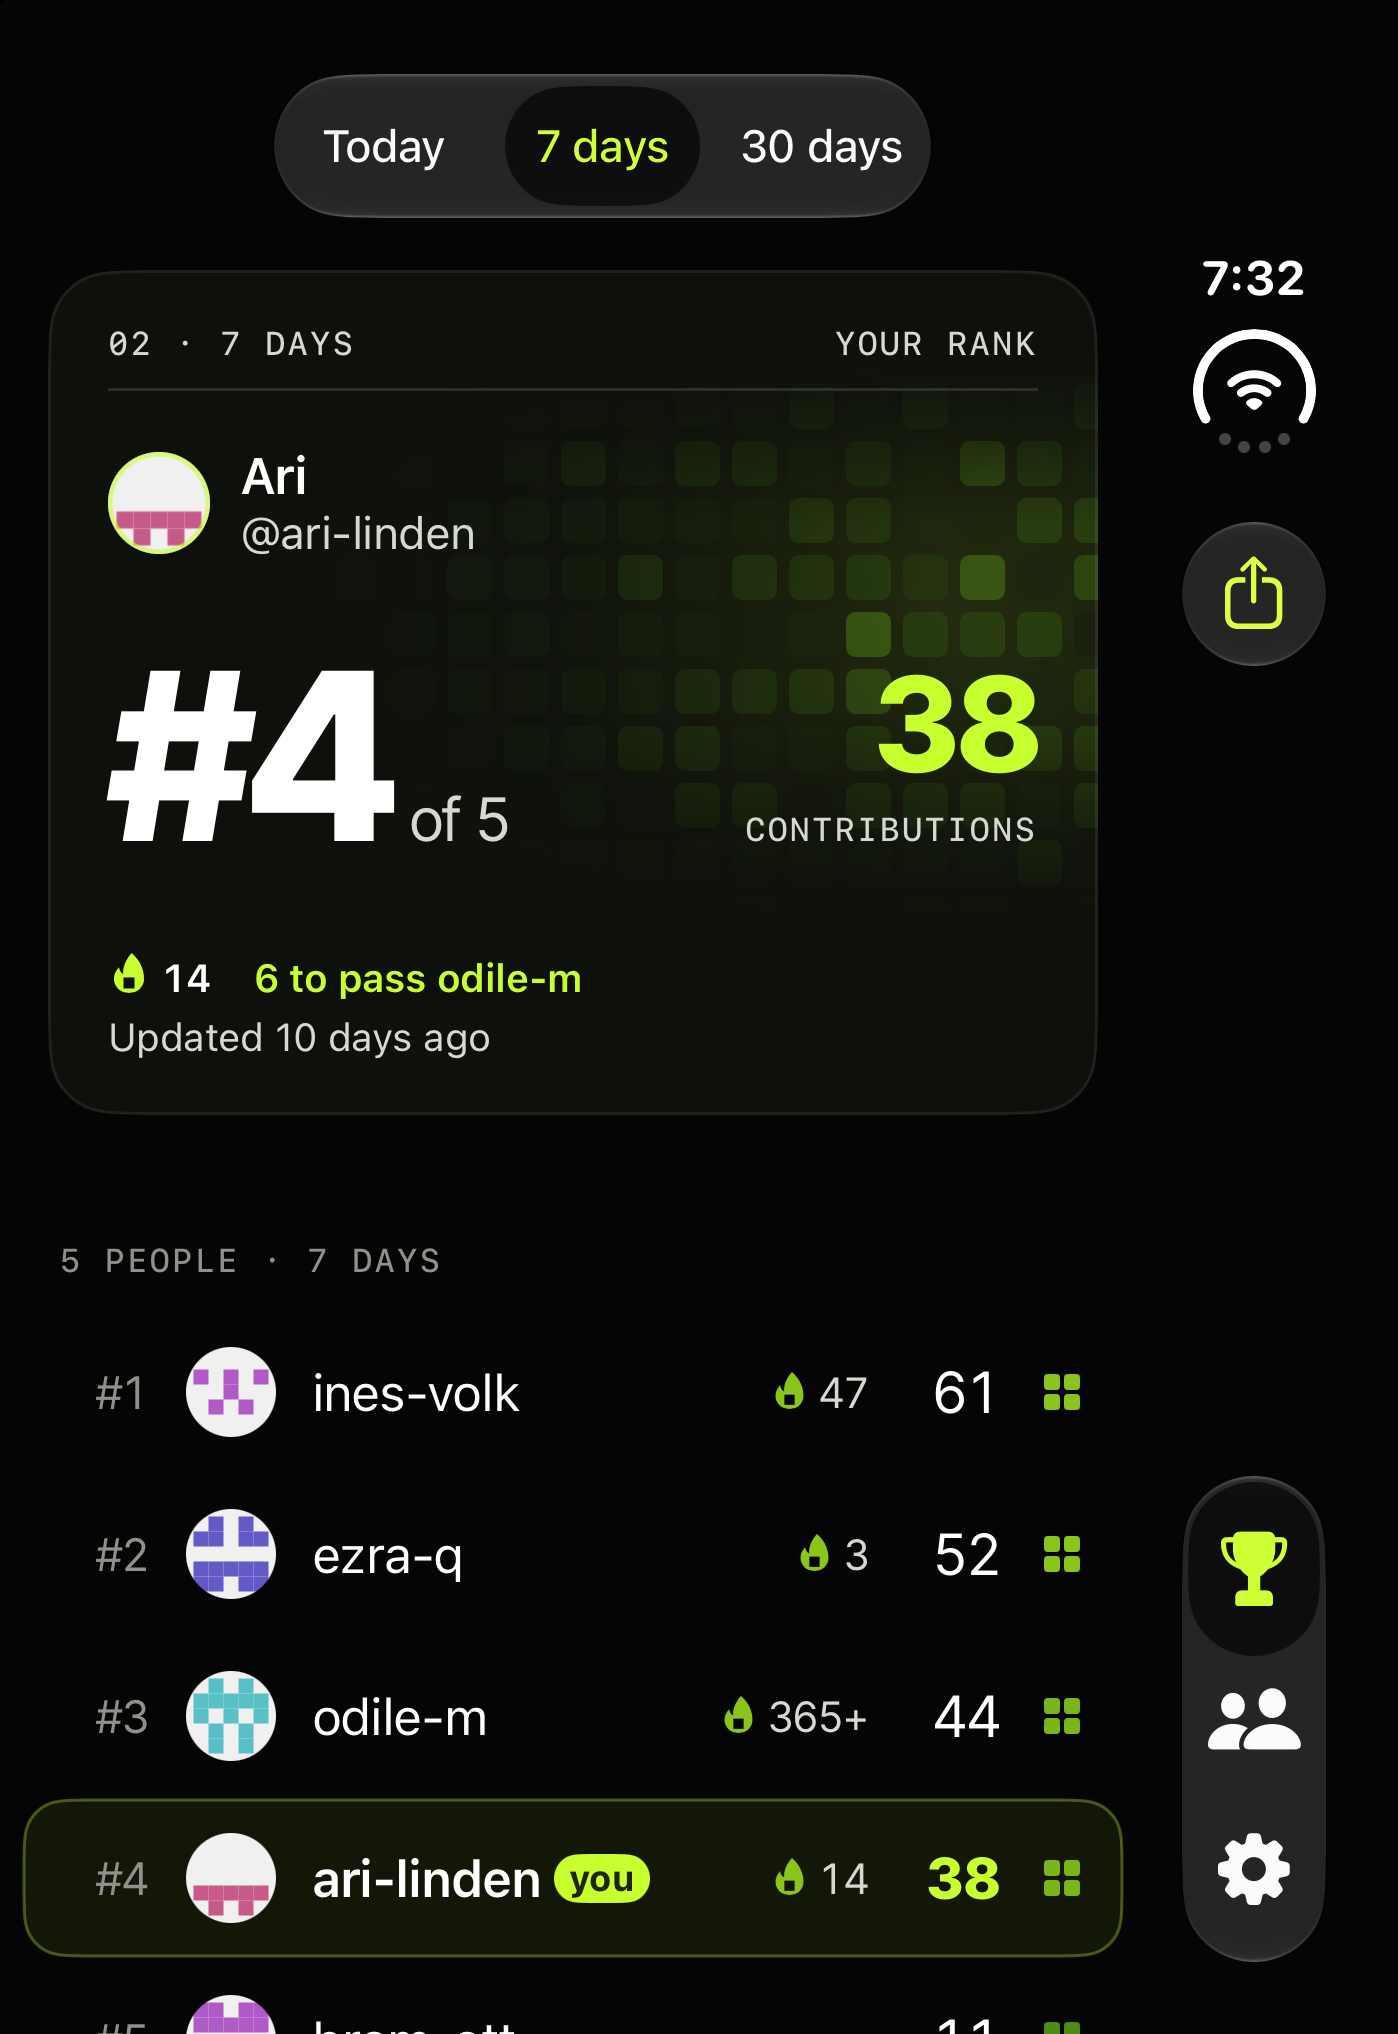 Today 7 days 30 days
7:32
02 · 7 DAYS YOUR RANK
Ari
@ari-linden
#4 of 5
38
CONTRIBUTIONS
14 6 to pass odile-m
Updated 10 days ago
5 PEOPLE · 7 DAYS
#1 ines-volk 47 61
#2 ezra-q 3 52
#3 odile-m 365+ 44
#4 ari-linden you 14 38
#5 11